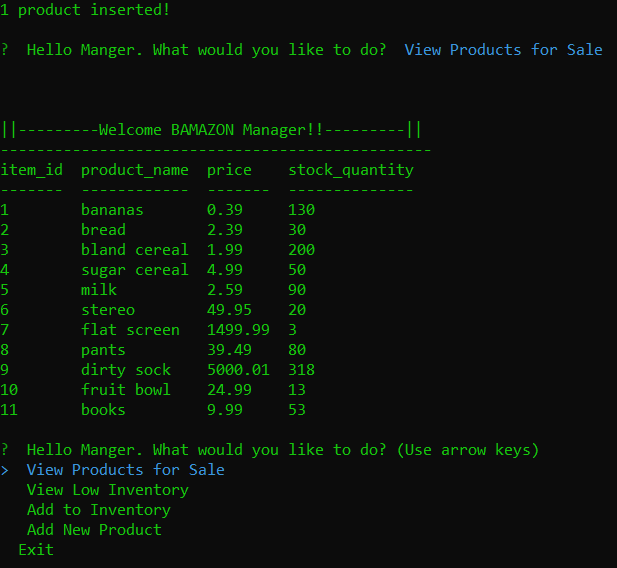 1 product inserted!
?  Hello Manger. What would you like to do?  View Products for Sale
||---------Welcome BAMAZON Manager!!---------||
------------------------------------------------
item_id  product_name  price    stock_quantity
-------  ------------  -------  --------------
1        bananas       0.39     130
2        bread         2.39     30
3        bland cereal  1.99     200
4        sugar cereal  4.99     50
5        milk          2.59     90
6        stereo        49.95    20
7        flat screen   1499.99  3
8        pants         39.49    80
9        dirty sock    5000.01  318
10       fruit bowl    24.99    13
11       books         9.99     53
?  Hello Manger. What would you like to do? (Use arrow keys)
>  View Products for Sale
   View Low Inventory
   Add to Inventory
   Add New Product
  Exit